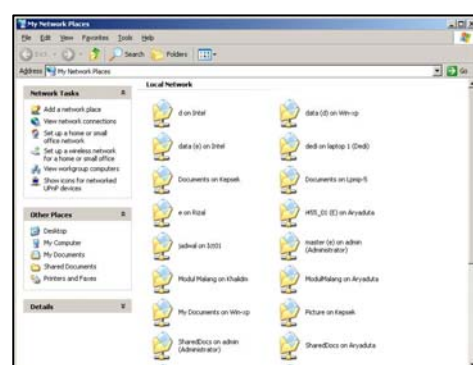 My Network Places
File Edit View Favorites Tools Help
Back Search Folders
Address My Network Places Go
Network Tasks
Add a network place
View network connections
Set up a home or small
office network
Set up a wireless network
for a home or small office
View workgroup computers
Show icons for networked
UPnP devices
Other Places
Desktop
My Computer
My Documents
Shared Documents
Printers and Faxes
Details
Local Network
d on Intel
data (d) on Win-xp
data (e) on Intel
dedi on laptop 1 (Dedi)
Documents on Kepsek
Documents on Lpmp-5
e on Rizal
(E) on Aryaduta
jadwal on
master (e) on admin
(Administrator)
Modul Malang on Khalidin
ModulMalang on Aryaduta
My Documents on Win-xp
Picture on Kepsek
SharedDocs on admin
(Administrator)
SharedDocs on Aryaduta